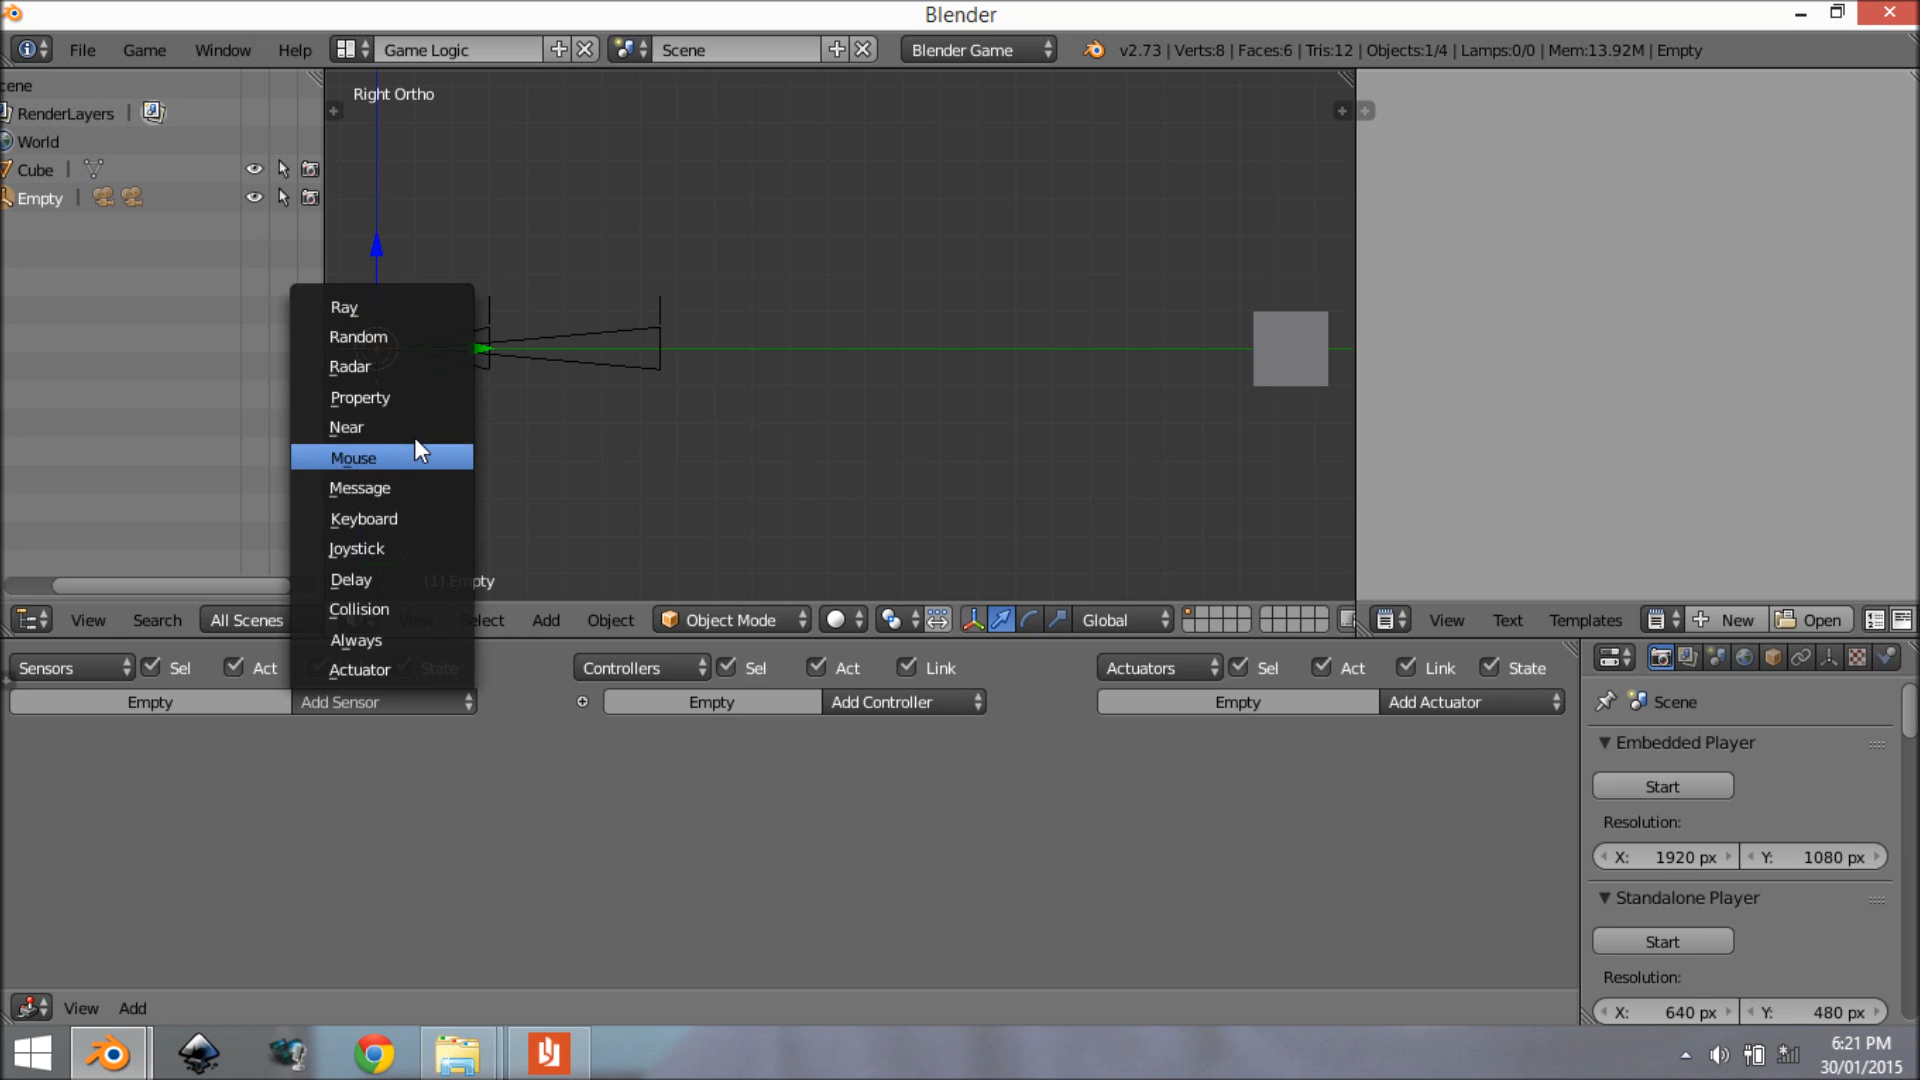 Blender
File Game Window Help Game Logic Scene Blender Game v2.73 | Verts:8 | Faces:6 | Tris:12 | Objects:1/4 | Lamps:0/0 | Mem:13.92M | Empty
cene
RenderLayers
World
Cube
Empty
Right Ortho
Ray
Random
Radar
Property
Near
Mouse
Message
Keyboard
Joystick
Delay
Collision
Always
Actuator
(1) Empty
View Search All Scenes View Select Add Object Object Mode Global View Text Templates New Open
Sensors Sel Act State Controllers Sel Act Link Actuators Sel Act Link State
Empty Add Sensor Empty Add Controller Empty Add Actuator
Scene
Embedded Player
Start
Resolution:
X: 1920 px Y: 1080 px
Standalone Player
Start
Resolution:
X: 640 px Y: 480 px
View Add
6:21 PM
30/01/2015